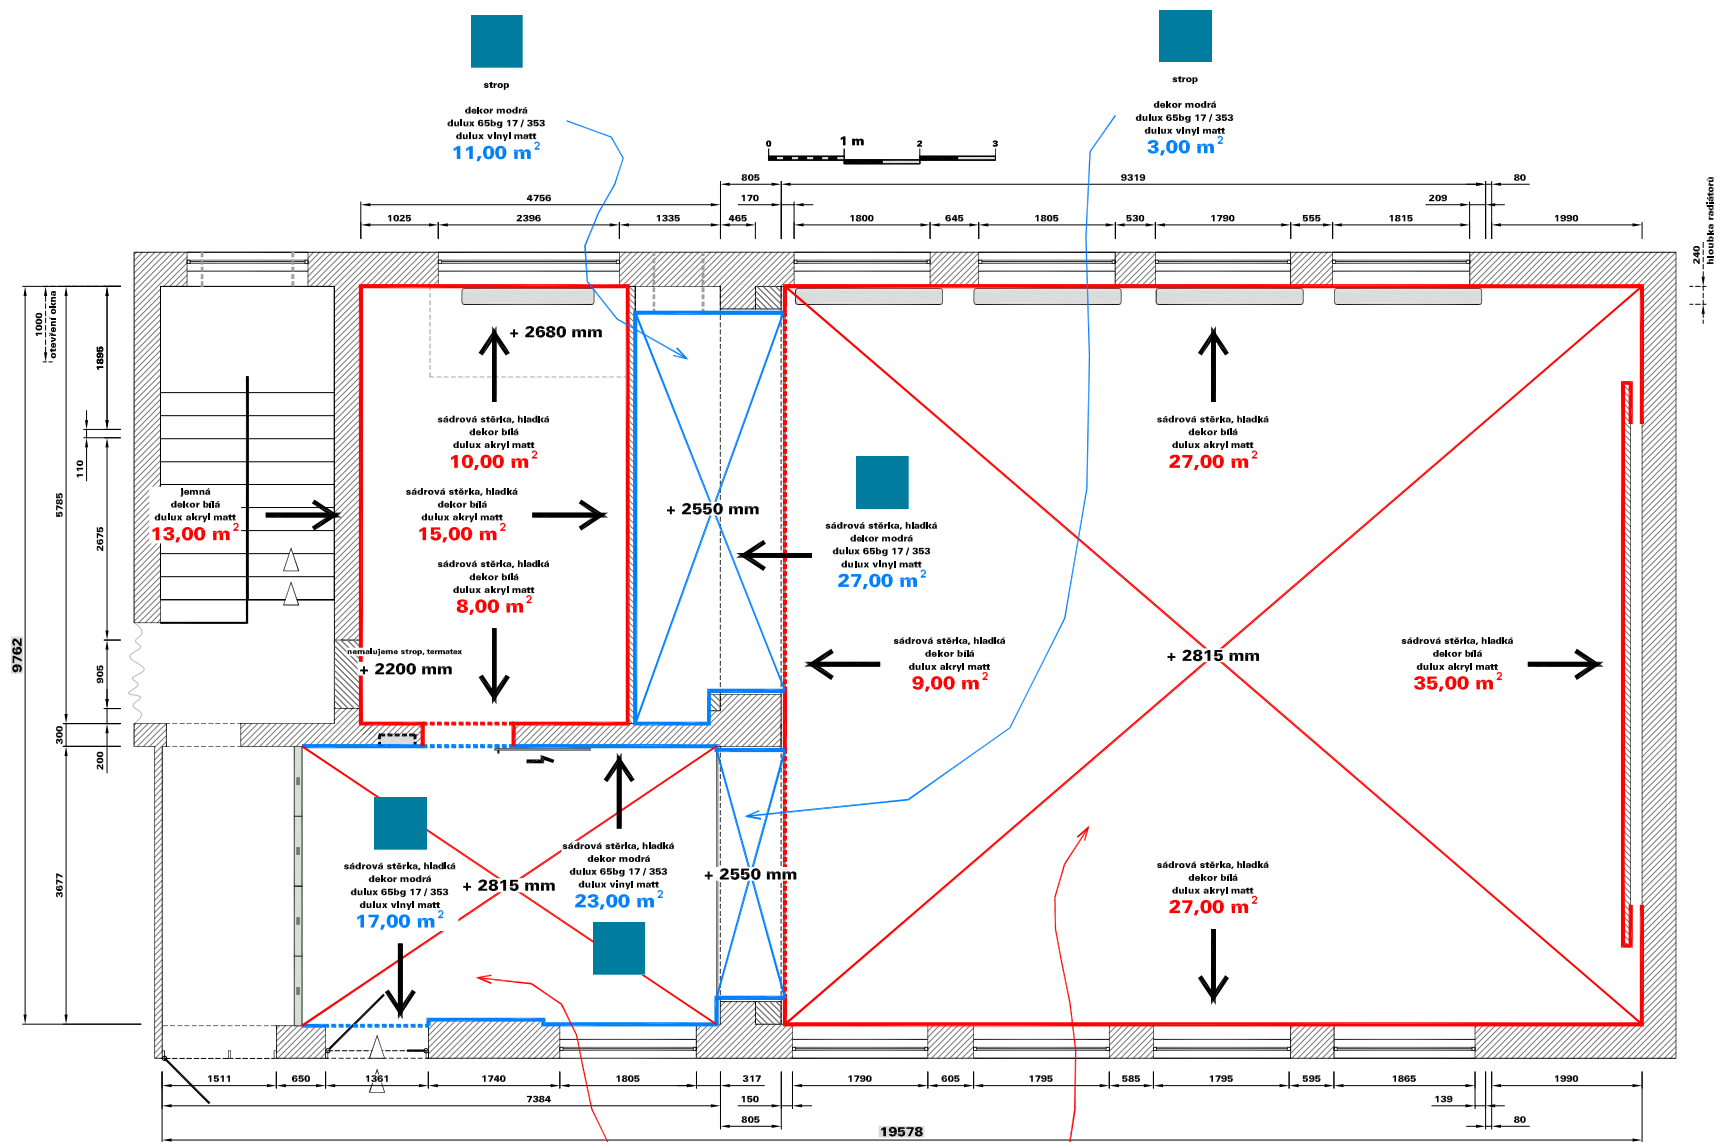 strop
dekor modrá
dulux 65bg 17 / 353
dulux vinyl matt
11,00 m²
strop
dekor modrá
dulux 65bg 17 / 353
dulux vinyl matt
3,00 m²
0 1 m 2 3
805 9319 80
4756 170 209
1025 2396 1335 465 1800 645 1805 530 1790 555 1815 1990
240
hloubka radiátorů
1000
otevření okna
1895
110
5785
2675
905
9762
300
200
3677
+ 2680 mm
sádrová stěrka, hladká
dekor bílá
dulux akryl matt
10,00 m²
sádrová stěrka, hladká
dekor bílá
dulux akryl matt
15,00 m²
sádrová stěrka, hladká
dekor bílá
dulux akryl matt
8,00 m²
jemná
dekor bílá
dulux akryl matt
13,00 m²
nemalujeme strop, termatex
+ 2200 mm
+ 2550 mm
sádrová stěrka, hladká
dekor modrá
dulux 65bg 17 / 353
dulux vinyl matt
27,00 m²
sádrová stěrka, hladká
dekor bílá
dulux akryl matt
27,00 m²
sádrová stěrka, hladká
dekor bílá
dulux akryl matt
9,00 m²
+ 2815 mm
sádrová stěrka, hladká
dekor bílá
dulux akryl matt
35,00 m²
sádrová stěrka, hladká
dekor modrá
dulux 65bg 17 / 353
dulux vinyl matt
17,00 m²
+ 2815 mm
sádrová stěrka, hladká
dekor modrá
dulux 65bg 17 / 353
dulux vinyl matt
23,00 m²
+ 2550 mm
sádrová stěrka, hladká
dekor bílá
dulux akryl matt
27,00 m²
1511 650 1361 1740 1805 317 1790 605 1795 585 1795 595 1865 1990
7384 150 139
805 80
19578